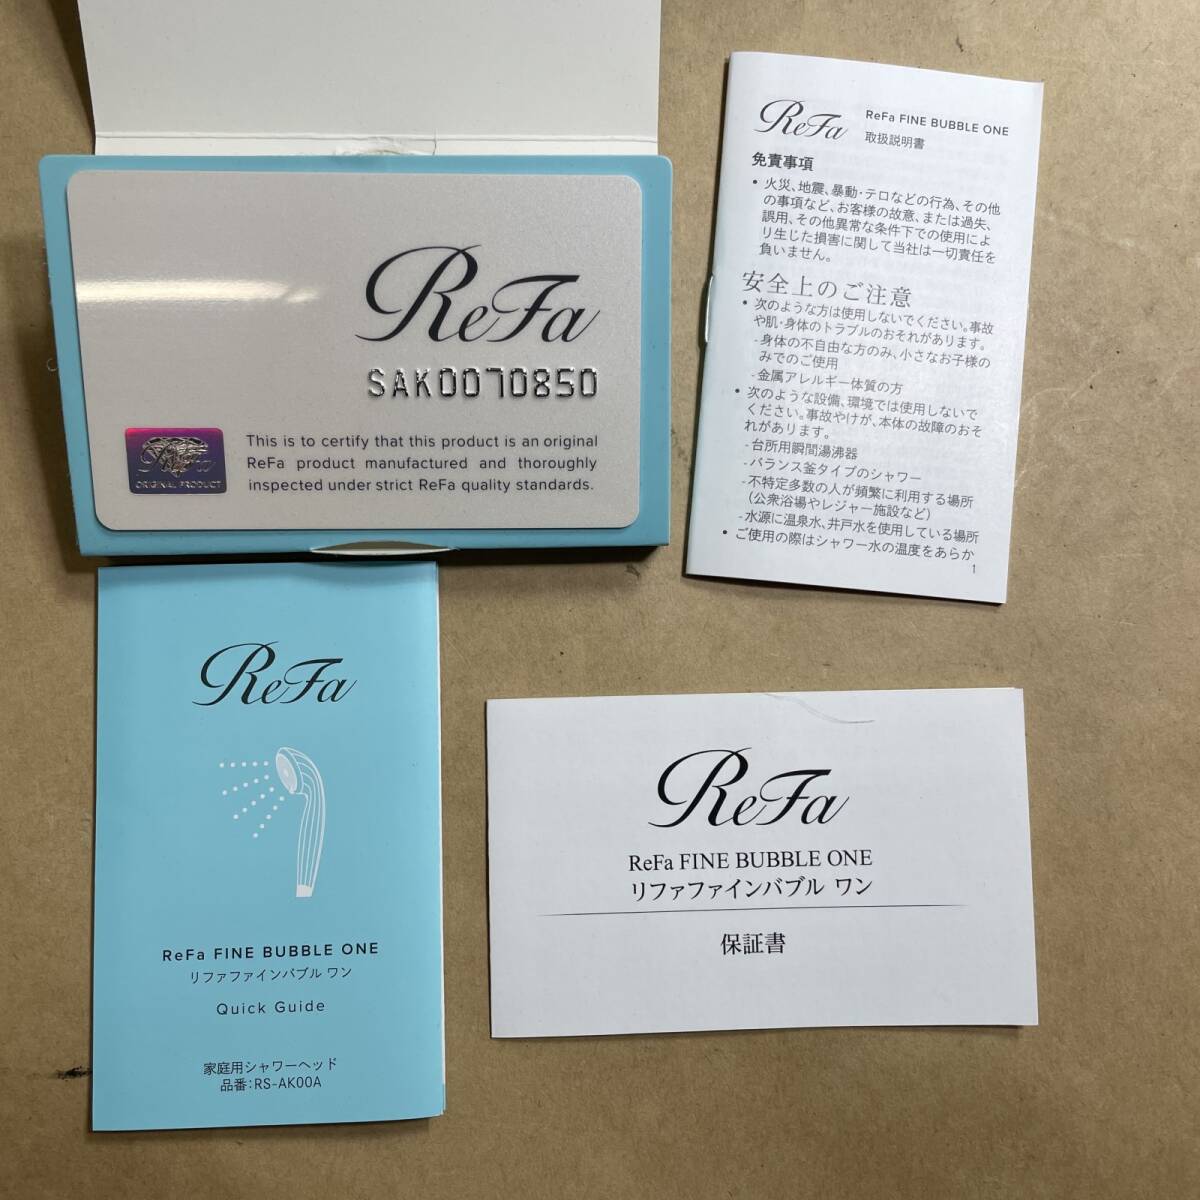 ReFa
SAK0070850
This is to certify that this product is an original
ReFa product manufactured and thoroughly
inspected under strict ReFa quality standards.
ORIGINAL PRODUCT
ReFa
ReFa FINE BUBBLE ONE
取扱説明書
免責事項
• 火災、地震、暴動・テロなどの行為、その他
の事項など、お客様の故意、または過失、
誤用、その他異常な条件下での使用によ
り生じた損害に関して当社は一切責任を
負いません。
安全上のご注意
• 次のような方は使用しないでください。事故
や肌・身体のトラブルのおそれがあります。
-身体の不自由な方のみ、小さなお子様の
みでのご使用
-金属アレルギー体質の方
• 次のような設備、環境では使用しないで
ください。事故やけが、本体の故障のおそ
れがあります。
-台所用瞬間湯沸器
-バランス釜タイプのシャワー
-不特定多数の人が頻繁に利用する場所
(公衆浴場やレジャー施設など)
-水源に温泉水、井戸水を使用している場所
• ご使用の際はシャワー水の温度をあらか
1
ReFa
ReFa FINE BUBBLE ONE
リファファインバブル ワン
Quick Guide
家庭用シャワーヘッド
品番:RS-AK00A
ReFa
ReFa FINE BUBBLE ONE
リファファインバブル ワン
保証書